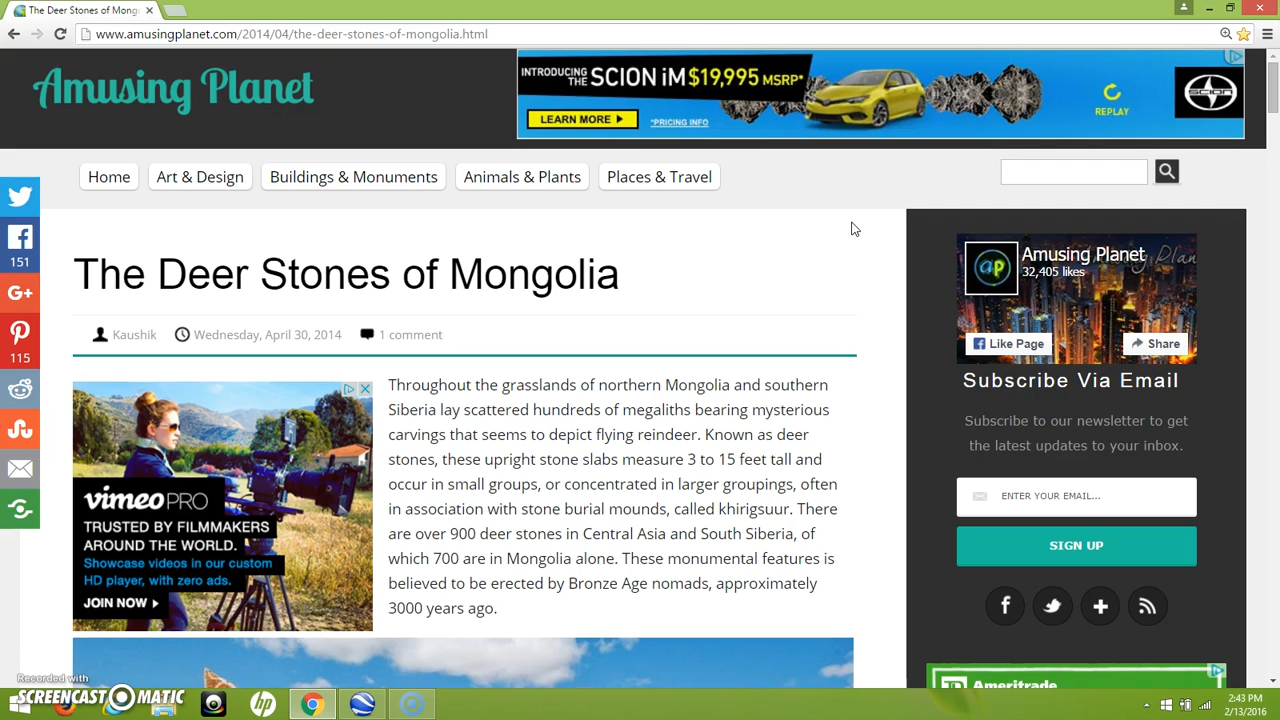 The Deer Stones of Mong
www.amusingplanet.com/2014/04/the-deer-stones-of-mongolia.html
Amusing Planet
INTRODUCING
THE SCION iM $19,995 MSRP*
LEARN MORE
*PRICING INFO
REPLAY
SCION
Home
Art & Design
Buildings & Monuments
Animals & Plants
Places & Travel
151
G+
115
The Deer Stones of Mongolia
Kaushik
Wednesday, April 30, 2014
1 comment
vimeo PRO
TRUSTED BY FILMMAKERS
AROUND THE WORLD.
Showcase videos in our custom
HD player, with zero ads.
JOIN NOW
Throughout the grasslands of northern Mongolia and southern
Siberia lay scattered hundreds of megaliths bearing mysterious
carvings that seems to depict flying reindeer. Known as deer
stones, these upright stone slabs measure 3 to 15 feet tall and
occur in small groups, or concentrated in larger groupings, often
in association with stone burial mounds, called khirigsuur. There
are over 900 deer stones in Central Asia and South Siberia, of
which 700 are in Mongolia alone. These monumental features is
believed to be erected by Bronze Age nomads, approximately
3000 years ago.
ap
Amusing Planet
32,405 likes
Like Page
Share
Subscribe Via Email
Subscribe to our newsletter to get
the latest updates to your inbox.
ENTER YOUR EMAIL...
SIGN UP
Ameritrade
Recorded with
SCREENCAST O MATIC
hp
2:43 PM
2/13/2016